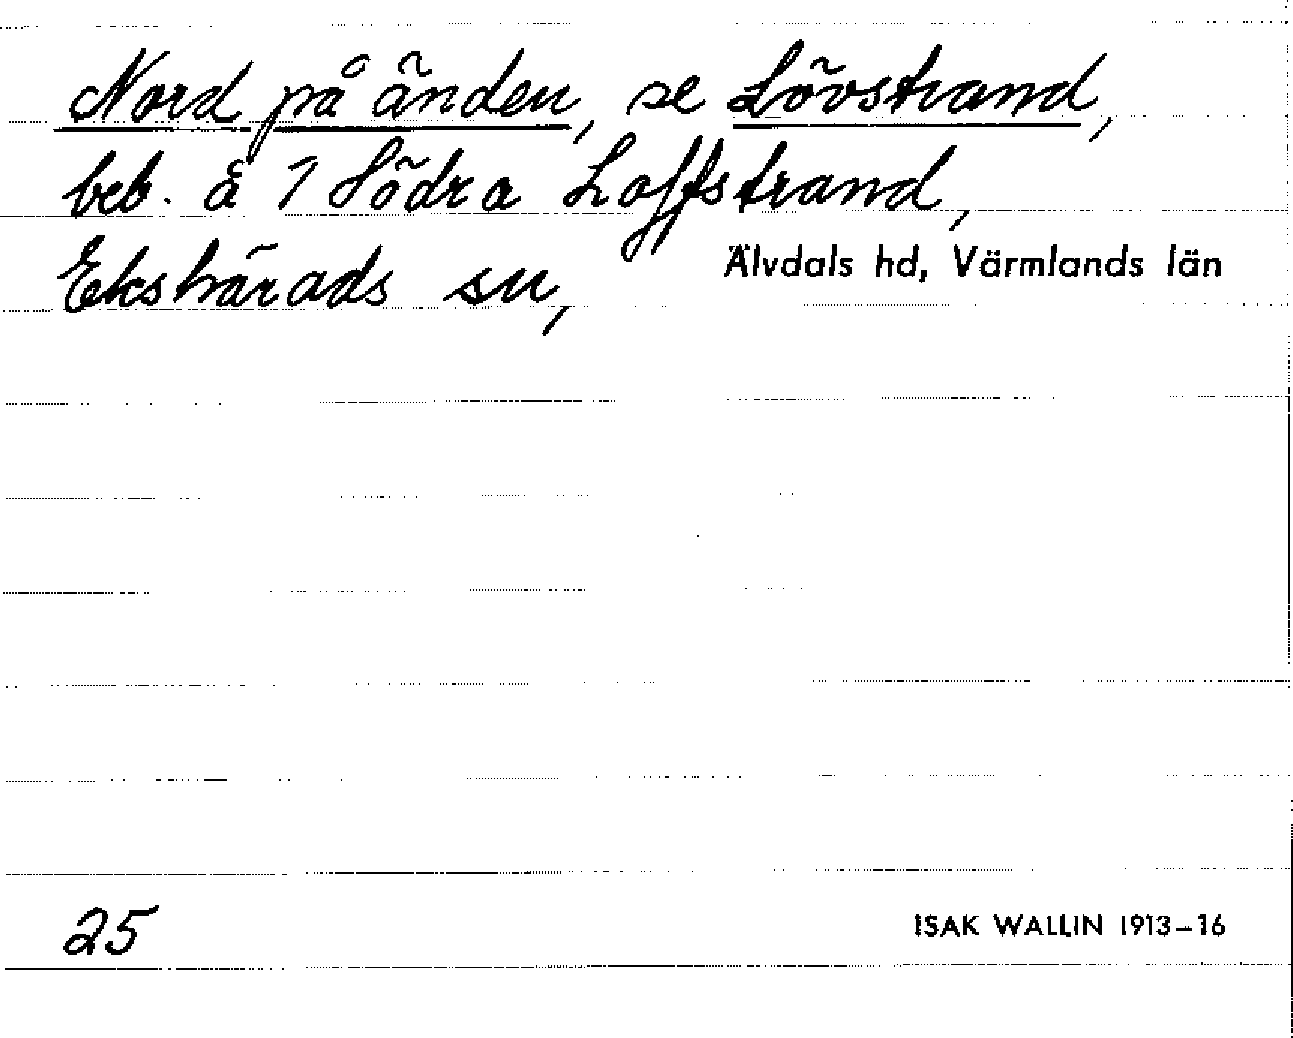 Nord på änden, se Lövstrand,
beb. å 1 Södra Loffstrand,
Ekshärads sn, Älvdals hd, Värmlands län
25 ISAK WALLIN 1913–16